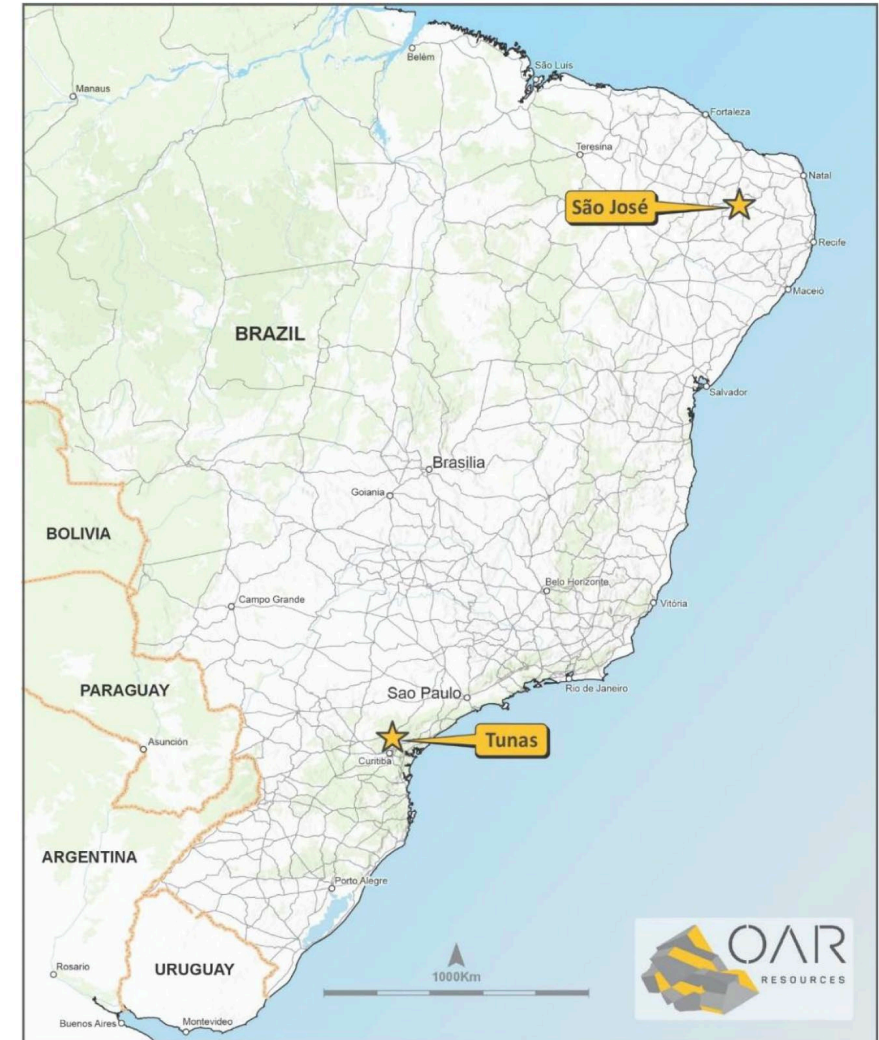 Belém
São Luís
Manaus
Fortaleza
Teresina
Natal
São José
Recife
Maceió
BRAZIL
Salvador
Brasilia
Goiania
BOLIVIA
Belo Horizonte
Campo Grande
Vitória
PARAGUAY
Sao Paulo
Rio de Janeiro
Asunción
Tunas
Curitiba
ARGENTINA
Porto Alegre
OAR
RESOURCES
Rosario
URUGUAY
1000Km
Buenos Aires
Montevideo